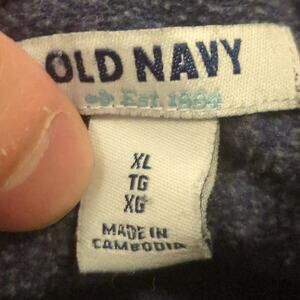 OLD NAVY
Est 1994
XL
TG
XG
MADE IN
CAMBODIA